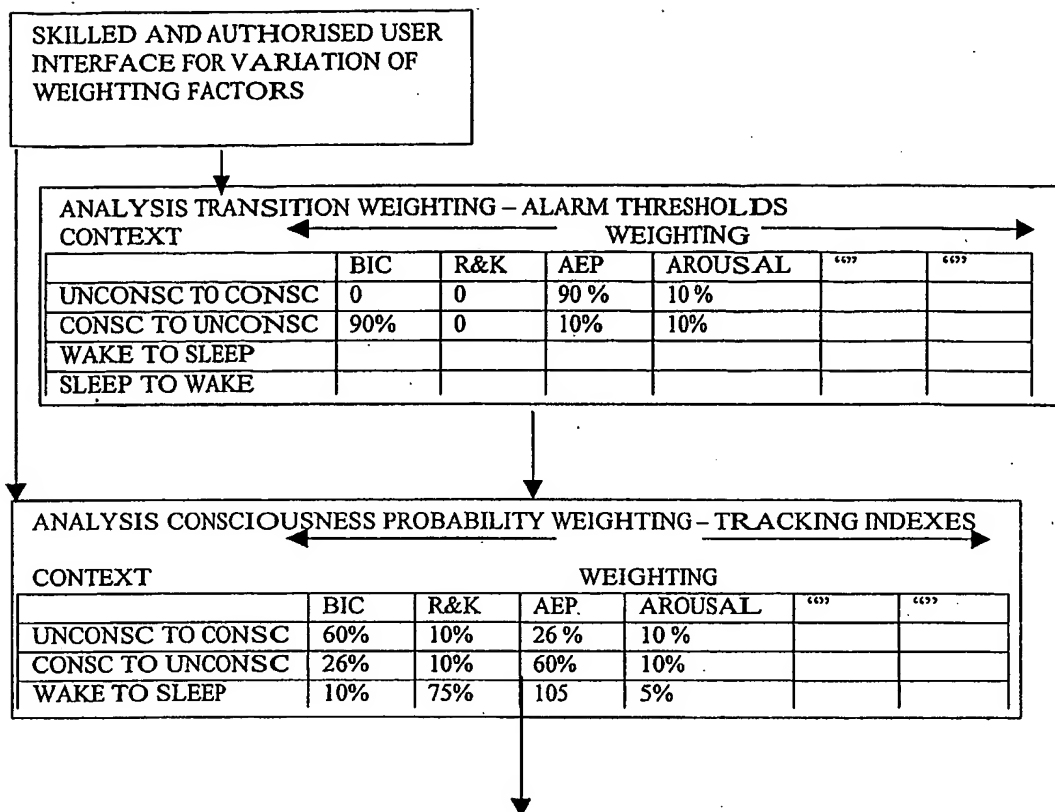 SKILLED AND AUTHORISED USER
INTERFACE FOR VARIATION OF
WEIGHTING FACTORS
ANALYSIS TRANSITION WEIGHTING – ALARM THRESHOLDS
CONTEXT WEIGHTING
BIC R&K AEP AROUSAL “” “”
UNCONSC TO CONSC 0 0 90 % 10 %
CONSC TO UNCONSC 90% 0 10% 10%
WAKE TO SLEEP
SLEEP TO WAKE
ANALYSIS CONSCIOUSNESS PROBABILITY WEIGHTING – TRACKING INDEXES
CONTEXT WEIGHTING
BIC R&K AEP. AROUSAL “” “”
UNCONSC TO CONSC 60% 10% 26 % 10 %
CONSC TO UNCONSC 26% 10% 60% 10%
WAKE TO SLEEP 10% 75% 105 5%